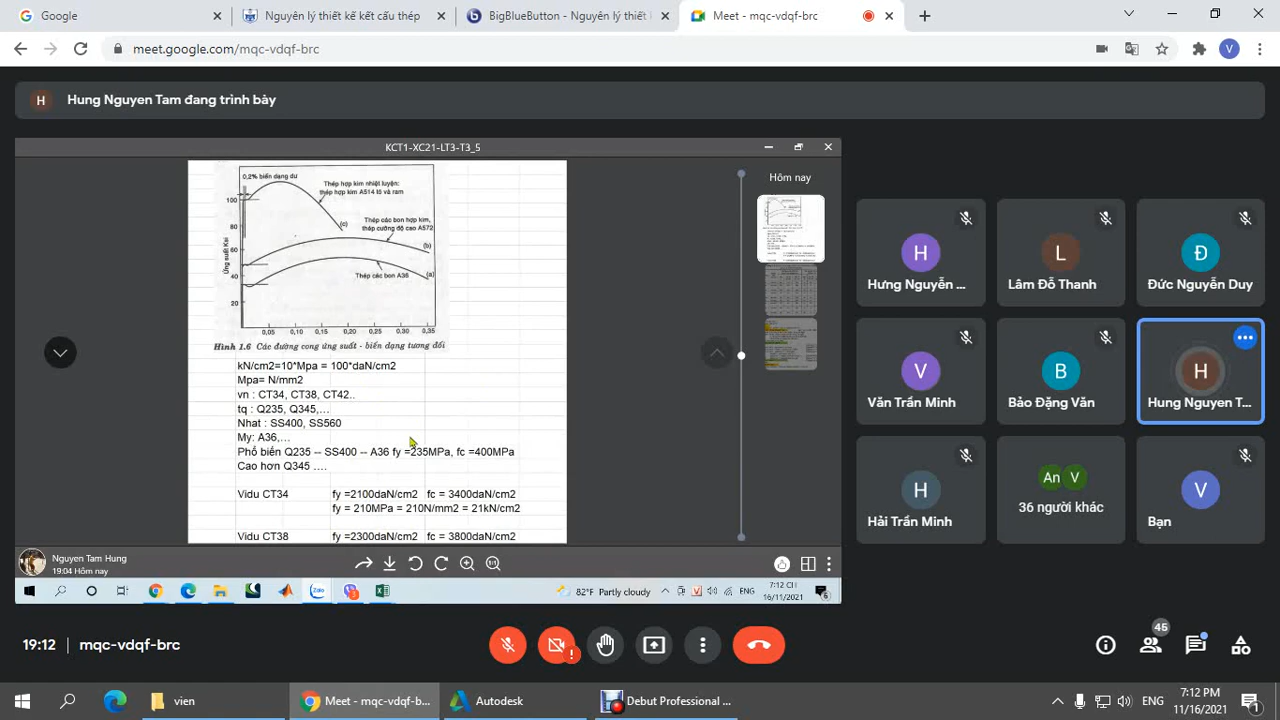 Google
Nguyên lý thiết kế kết cấu thép
BigBlueButton - Nguyên lý thiết
Meet - mqc-vdqf-brc
meet.google.com/mqc-vdqf-brc
V
H
Hung Nguyen Tam đang trình bày
KCT1-XC21-LT3-T3_5
0,2% biến dạng dư
Thép hợp kim nhiệt luyện:
thép hợp kim A514 tô và ram
100
(c)
Thép các bon hợp kim,
thép cường độ cao A572
80
(b)
60
Ứng suất Ksi
40
Thép các bon A36
(a)
20
0,05
0,10
0,15
0,20
0,25
0,30
0,35
Hình 1.6 Các đường cong ứng suất - biến dạng tương đối
kN/cm2=10*Mpa = 100*daN/cm2
Mpa= N/mm2
vn : CT34, CT38, CT42..
tq : Q235, Q345,...
Nhat : SS400, SS560
My: A36,...
Phổ biến Q235 -- SS400 -- A36 fy =235MPa, fc =400MPa
Cao hơn Q345 ....
Vidu CT34 fy =2100daN/cm2 fc = 3400daN/cm2
fy = 210MPa = 210N/mm2 = 21kN/cm2
Vidu CT38 fy =2300daN/cm2 fc = 3800daN/cm2
Hôm nay
Nguyen Tam Hung
19:04 Hôm nay
Zalo
82°F Partly cloudy
ENG
7:12 CH
16/11/2021
6
H
Hưng Nguyễn ...
L
Lâm Đỗ Thanh
Đ
Đức Nguyễn Duy
V
Văn Trần Minh
B
Bảo Đặng Văn
H
Hung Nguyen T...
H
Hải Trần Minh
An V
36 người khác
V
Bạn
19:12
mqc-vdqf-brc
45
vien
Meet - mqc-vdqf-b...
Autodesk
Debut Professional ...
ENG
7:12 PM
11/16/2021
1